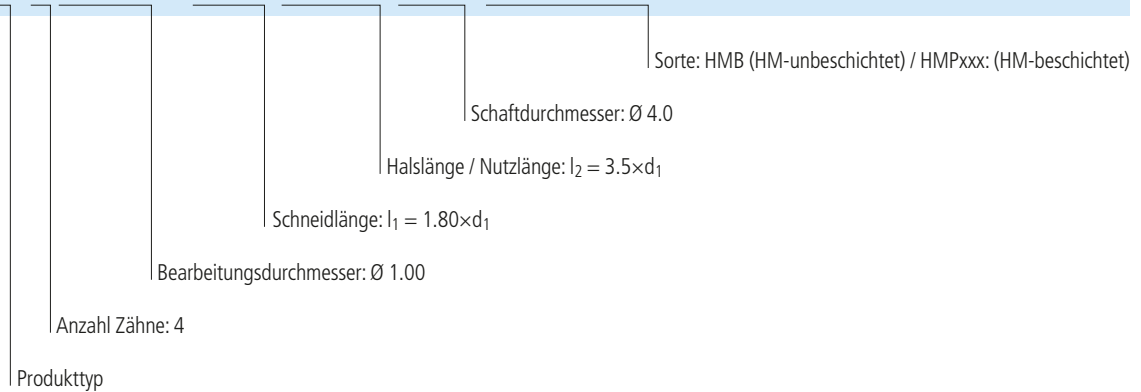 Sorte: HMB (HM-unbeschichtet) / HMPxxx: (HM-beschichtet)
Schaftdurchmesser: Ø 4.0
Halslänge / Nutzlänge: l₂ = 3.5×d₁
Schneidlänge: l₁ = 1.80×d₁
Bearbeitungsdurchmesser: Ø 1.00
Anzahl Zähne: 4
Produkttyp